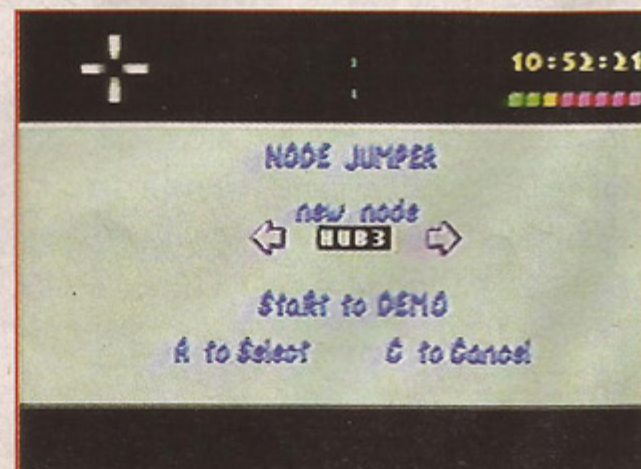 10:52:21
NODE JUMPER
new node
HUB3
Start to DEMO
A to Select C to Cancel